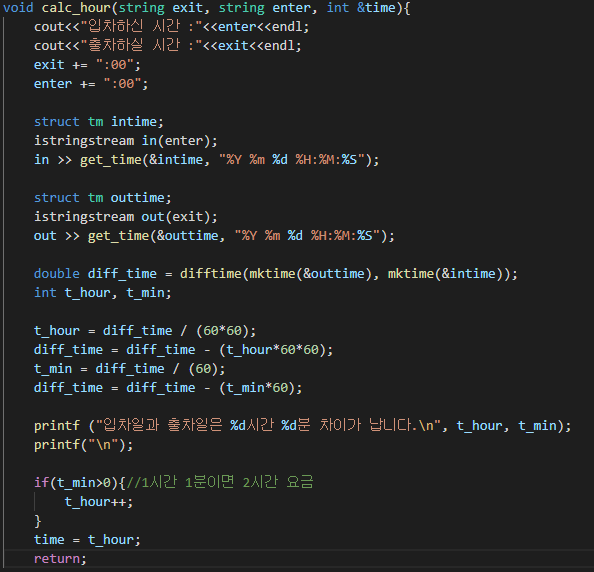 void calc_hour(string exit, string enter, int &time){
cout<<"입차하신 시간 :"<<enter<<endl;
cout<<"출차하실 시간 :"<<exit<<endl;
exit += ":00";
enter += ":00";
struct tm intime;
istringstream in(enter);
in >> get_time(&intime, "%Y %m %d %H:%M:%S");
struct tm outtime;
istringstream out(exit);
out >> get_time(&outtime, "%Y %m %d %H:%M:%S");
double diff_time = difftime(mktime(&outtime), mktime(&intime));
int t_hour, t_min;
t_hour = diff_time / (60*60);
diff_time = diff_time - (t_hour*60*60);
t_min = diff_time / (60);
diff_time = diff_time - (t_min*60);
printf ("입차일과 출차일은 %d시간 %d분 차이가 납니다.\n", t_hour, t_min);
printf("\n");
if(t_min>0){//1시간 1분이면 2시간 요금
t_hour++;
}
time = t_hour;
return;